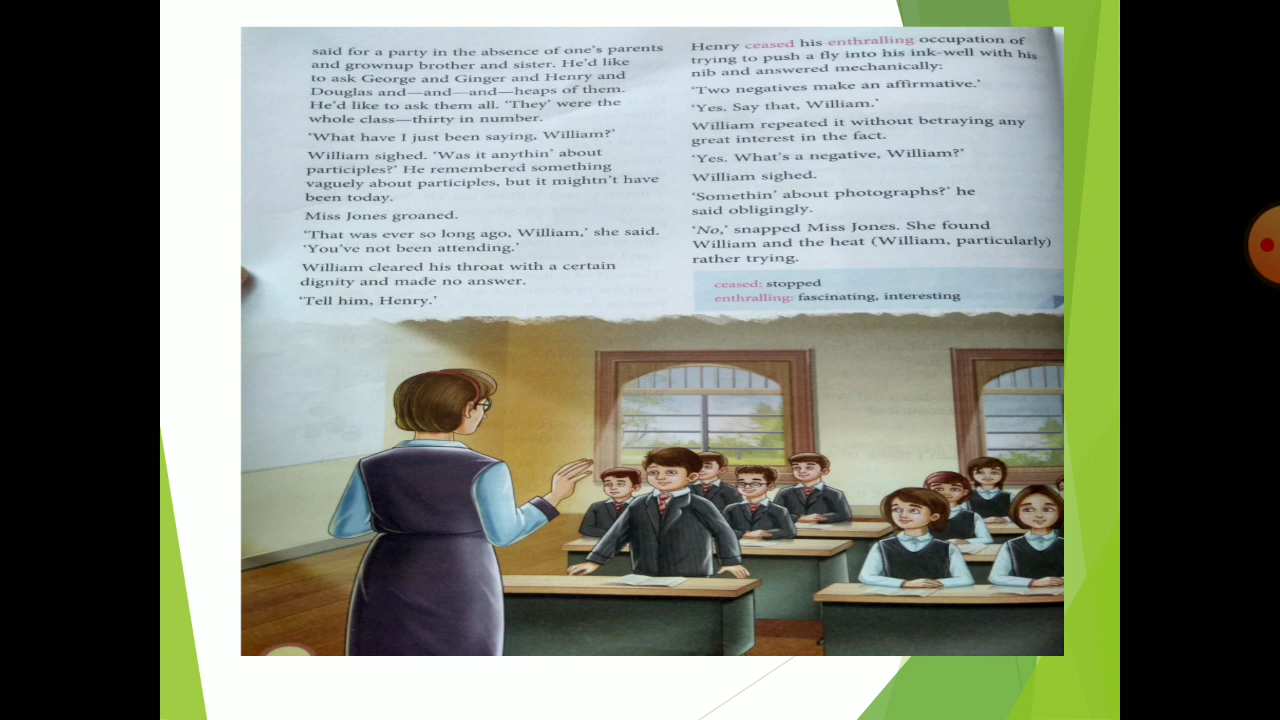 said for a party in the absence of one's parents
and grownup brother and sister. He'd like
to ask George and Ginger and Henry and
Douglas and—and—and—heaps of them.
He'd like to ask them all. 'They' were the
whole class—thirty in number.
'What have I just been saying, William?'
William sighed. 'Was it anythin' about
participles?' He remembered something
vaguely about participles, but it mightn't have
been today.
Miss Jones groaned.
'That was ever so long ago, William,' she said.
'You've not been attending.'
William cleared his throat with a certain
dignity and made no answer.
'Tell him, Henry.'
Henry ceased his enthralling occupation of
trying to push a fly into his ink-well with his
nib and answered mechanically:
'Two negatives make an affirmative.'
'Yes. Say that, William.'
William repeated it without betraying any
great interest in the fact.
'Yes. What's a negative, William?'
William sighed.
'Somethin' about photographs?' he
said obligingly.
'No,' snapped Miss Jones. She found
William and the heat (William, particularly)
rather trying.
ceased: stopped
enthralling: fascinating, interesting